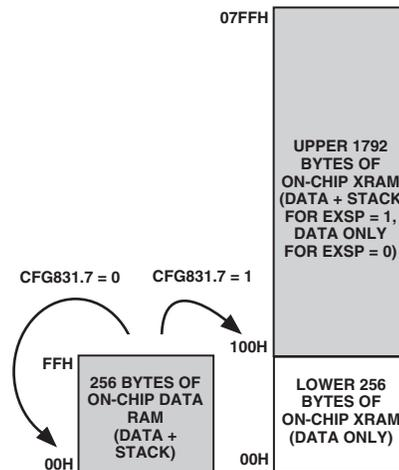 07FFH
UPPER 1792
BYTES OF
ON-CHIP XRAM
(DATA + STACK
FOR EXSP = 1,
DATA ONLY
FOR EXSP = 0)
CFG831.7 = 0
CFG831.7 = 1
100H
FFH
256 BYTES OF
ON-CHIP DATA
RAM
(DATA +
STACK)
00H
LOWER 256
BYTES OF
ON-CHIP XRAM
(DATA ONLY)
00H